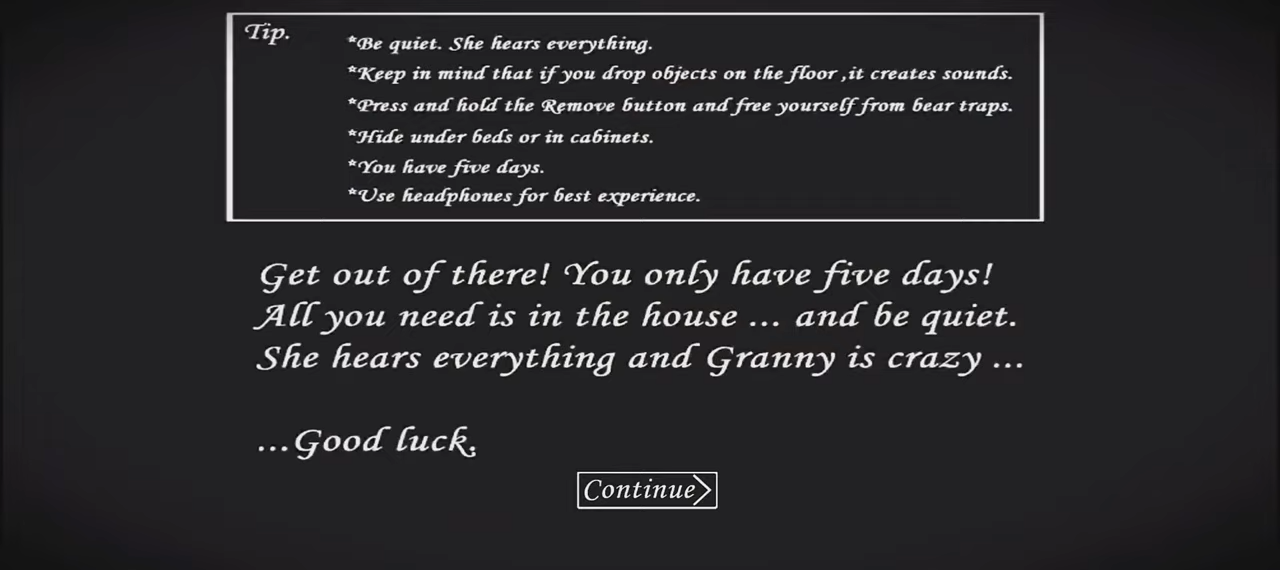 Tip.
*Be quiet. She hears everything.
*Keep in mind that if you drop objects on the floor ,it creates sounds.
*Press and hold the Remove button and free yourself from bear traps.
*Hide under beds or in cabinets.
*You have five days.
*Use headphones for best experience.
Get out of there! You only have five days!
All you need is in the house ... and be quiet.
She hears everything and Granny is crazy ...
...Good luck.
Continue